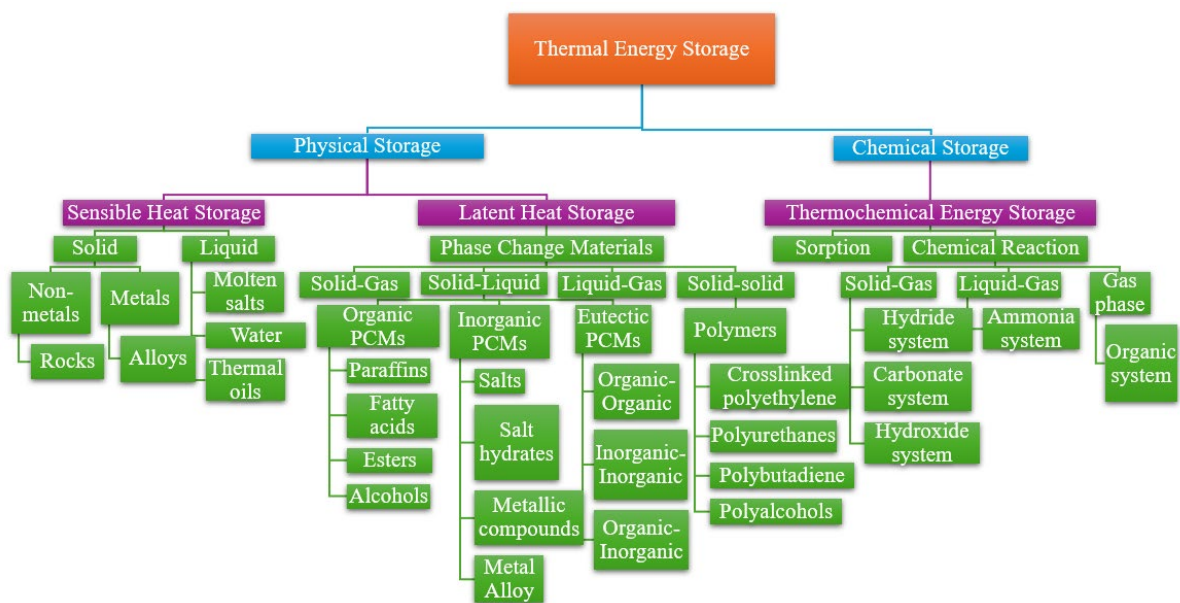 Thermal Energy Storage
Physical Storage
Chemical Storage
Sensible Heat Storage
Latent Heat Storage
Thermochemical Energy Storage
Solid
Liquid
Phase Change Materials
Sorption
Chemical Reaction
Non-
metals
Rocks
Metals
Alloys
Molten
salts
Water
Thermal
oils
Solid-Gas
Solid-Liquid
Liquid-Gas
Solid-solid
Organic
PCMs
Paraffins
Fatty
acids
Esters
Alcohols
Inorganic
PCMs
Salts
Salt
hydrates
Metallic
compounds
Metal
Alloy
Eutectic
PCMs
Organic-
Organic
Inorganic-
Inorganic
Organic-
Inorganic
Polymers
Crosslinked
polyethylene
Polyurethanes
Polybutadiene
Polyalcohols
Solid-Gas
Hydride
system
Carbonate
system
Hydroxide
system
Liquid-Gas
Ammonia
system
Gas
phase
Organic
system